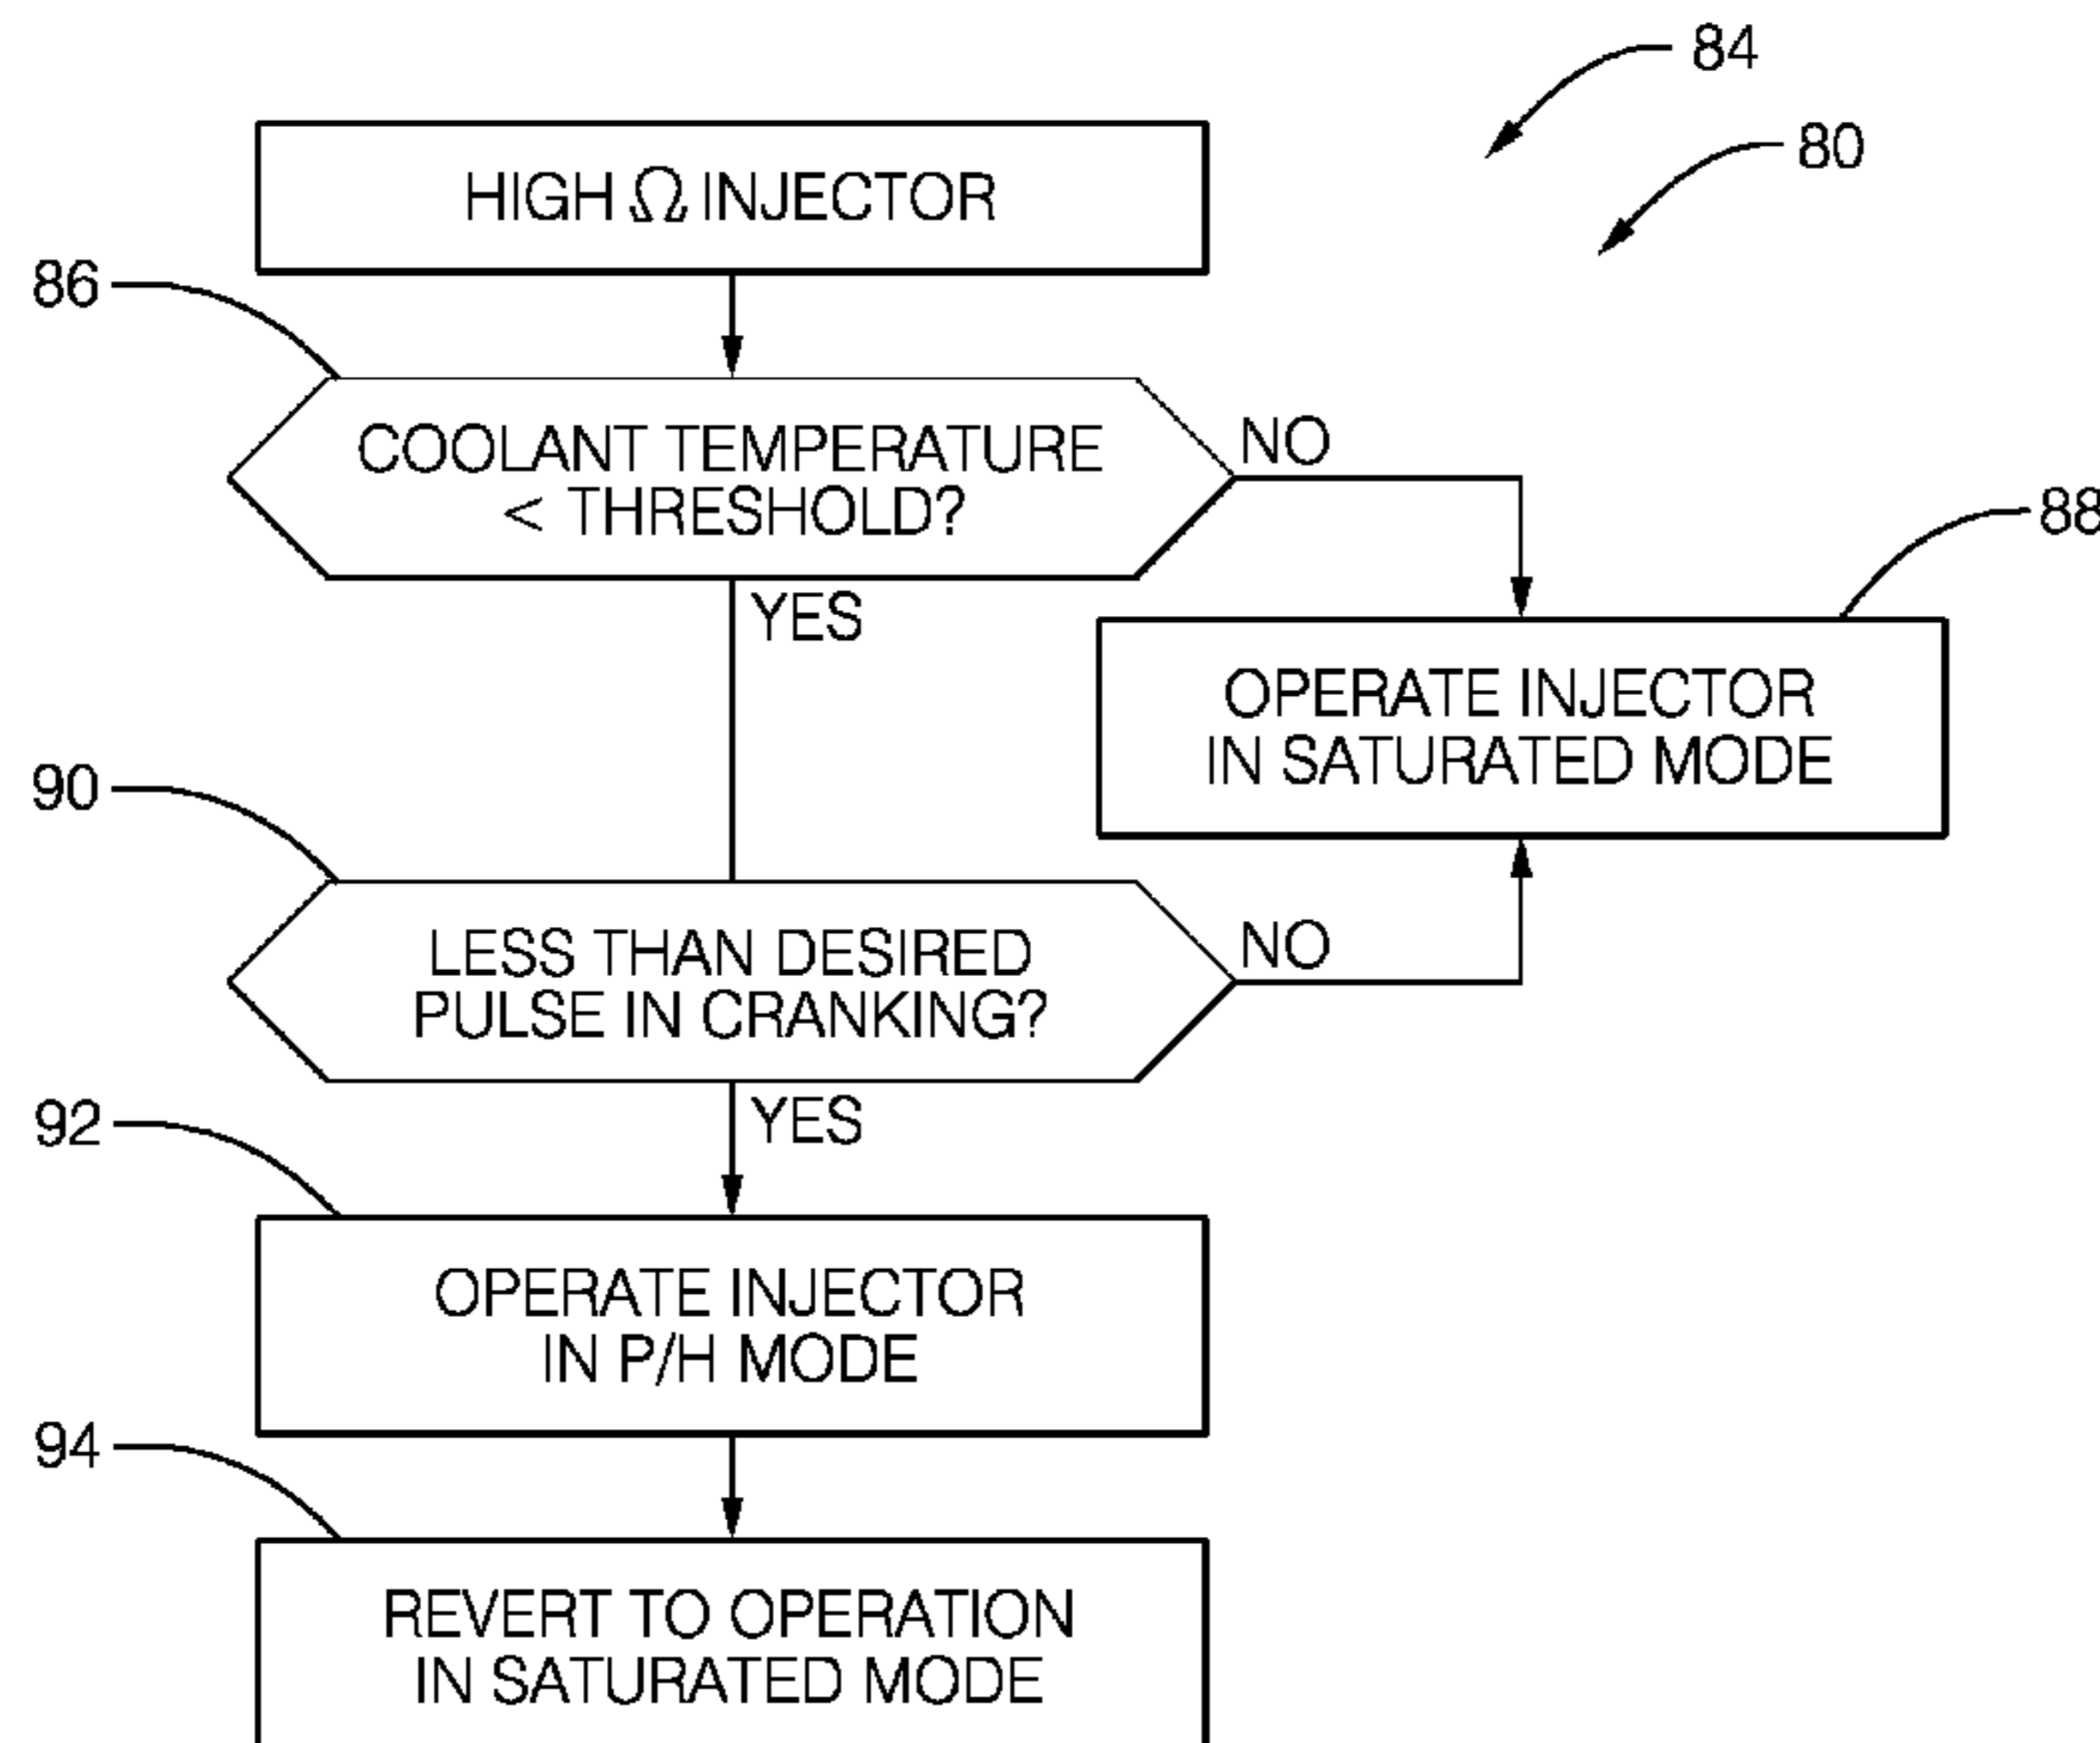 84
80
HIGH Ω INJECTOR
86
COOLANT TEMPERATURE
< THRESHOLD?
NO
YES
88
OPERATE INJECTOR
IN SATURATED MODE
90
LESS THAN DESIRED
PULSE IN CRANKING?
NO
YES
92
OPERATE INJECTOR
IN P/H MODE
94
REVERT TO OPERATION
IN SATURATED MODE